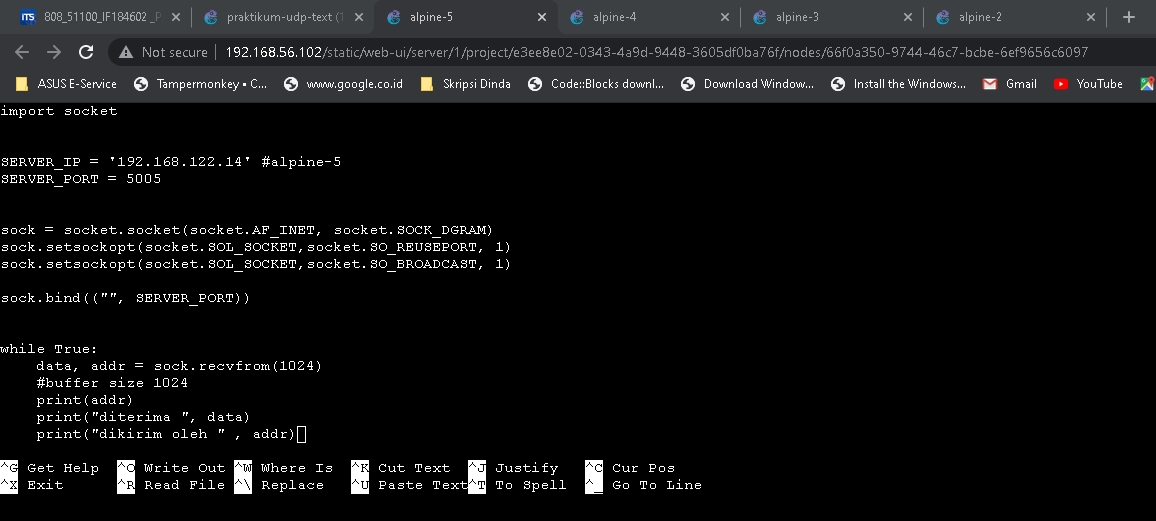 808_51100_IF184602 _P
praktikum-udp-text (1
alpine-5
alpine-4
alpine-3
alpine-2
Not secure | 192.168.56.102/static/web-ui/server/1/project/e3ee8e02-0343-4a9d-9448-3605df0ba76f/nodes/66f0a350-9744-46c7-bcbe-6ef9656c6097
ASUS E-Service
Tampermonkey • C...
www.google.co.id
Skripsi Dinda
Code::Blocks downl...
Download Window...
Install the Windows...
Gmail
YouTube
import socket
SERVER_IP = '192.168.122.14' #alpine-5
SERVER_PORT = 5005
sock = socket.socket(socket.AF_INET, socket.SOCK_DGRAM)
sock.setsockopt(socket.SOL_SOCKET,socket.SO_REUSEPORT, 1)
sock.setsockopt(socket.SOL_SOCKET,socket.SO_BROADCAST, 1)
sock.bind(("", SERVER_PORT))
while True:
    data, addr = sock.recvfrom(1024)
    #buffer size 1024
    print(addr)
    print("diterima ", data)
    print("dikirim oleh " , addr)
^G Get Help ^O Write Out ^W Where Is ^K Cut Text ^J Justify ^C Cur Pos
^X Exit ^R Read File ^\ Replace ^U Paste Text ^T To Spell ^_ Go To Line